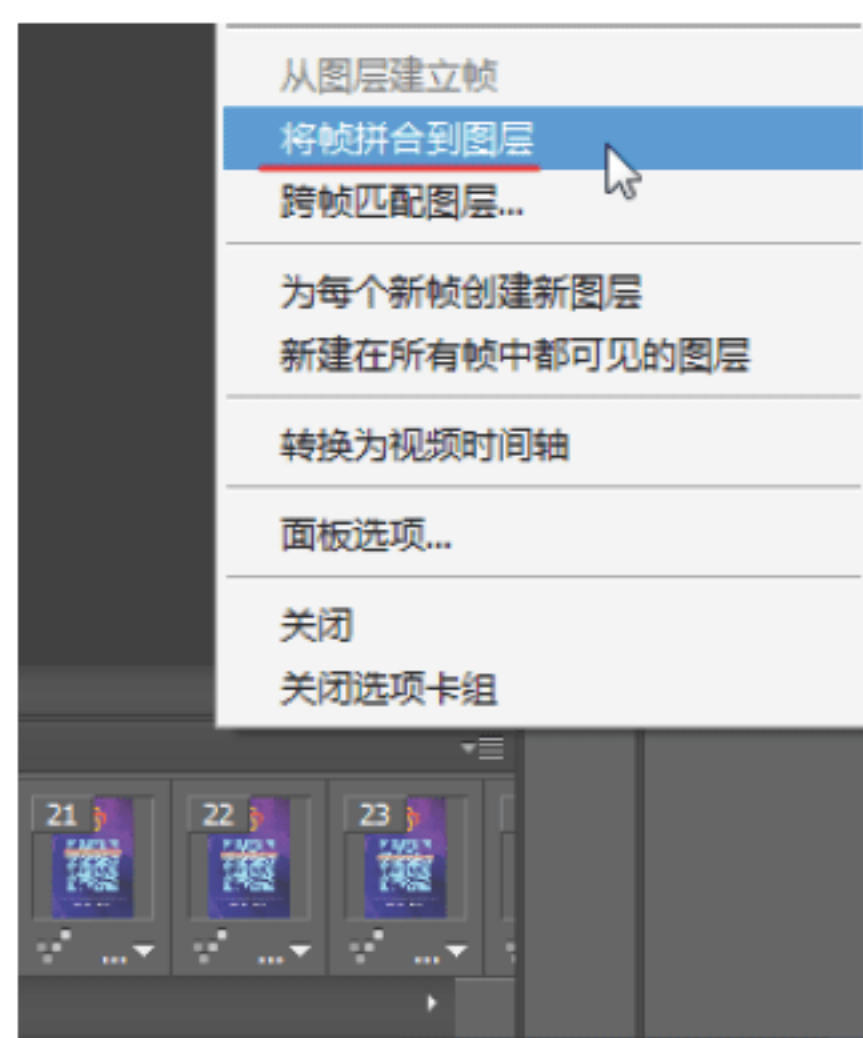 从图层建立帧
将帧拼合到图层
跨帧匹配图层...
为每个新帧创建新图层
新建在所有帧中都可见的图层
转换为视频时间轴
面板选项...
关闭
关闭选项卡组
21 22 23
... ... ...